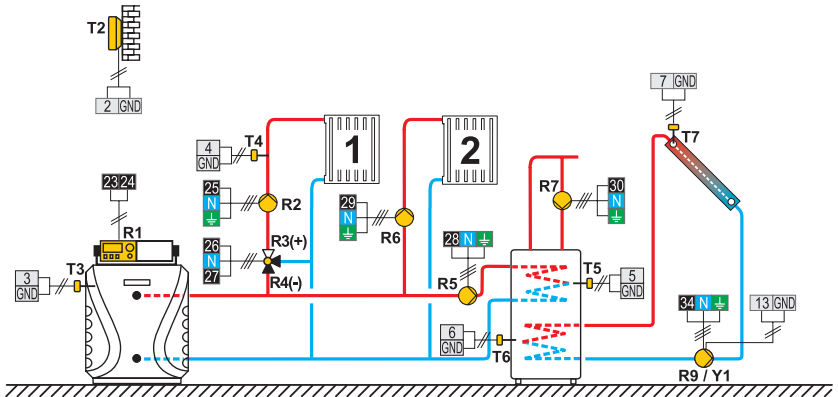 T2
2 GND
7 GND
T7
4
GND
T4
1
2
23 24
R1
25
N
R2
29
N
R6
R7
30
N
26
N
27
R3(+)
R4(-)
28 N
R5
3
GND
T3
T5
5
GND
6
GND
T6
34 N
13 GND
R9 / Y1